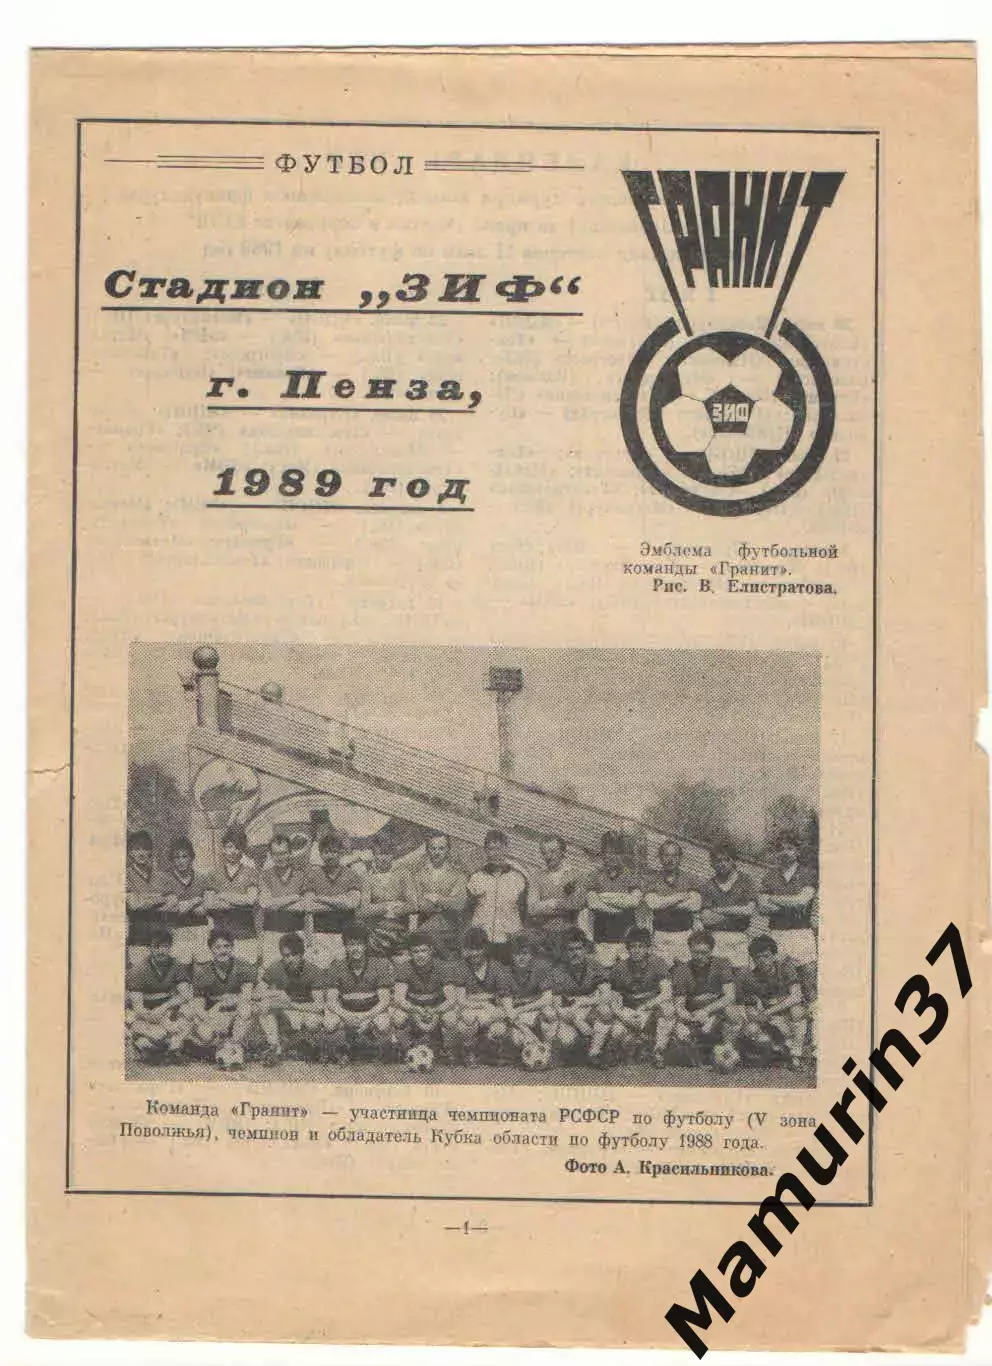 ФУТБОЛ
ГРАНИТ
Стадион „ЗИФ“
г. Пенза,
1989 год
ЗИФ
Эмблема футбольной
команды «Гранит».
Рис. В. Елистратова.
Команда «Гранит» — участница чемпионата РСФСР по футболу (V зона
Поволжья), чемпион и обладатель Кубка области по футболу 1988 года.
Фото А. Красильникова.
—1—
Mamurin37